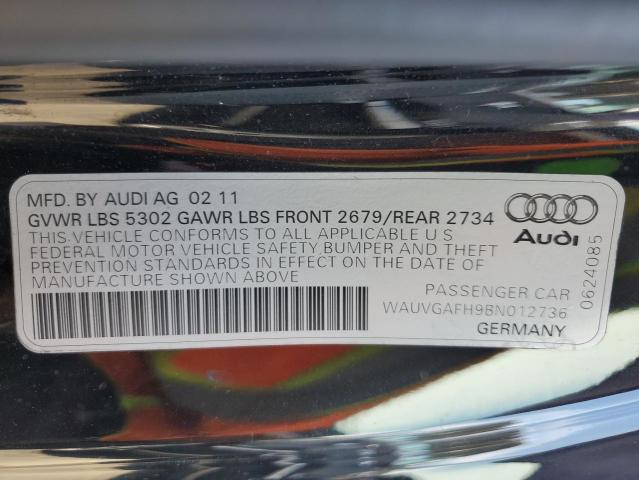 MFD. BY AUDI AG 02 11
GVWR LBS 5302 GAWR LBS FRONT 2679/REAR 2734
THIS VEHICLE CONFORMS TO ALL APPLICABLE U S
FEDERAL MOTOR VEHICLE SAFETY BUMPER AND THEFT
PREVENTION STANDARDS IN EFFECT ON THE DATE OF
MANUFACTURE SHOWN ABOVE
Audi
0624085
PASSENGER CAR
WAUVGAFH9BN012736
GERMANY